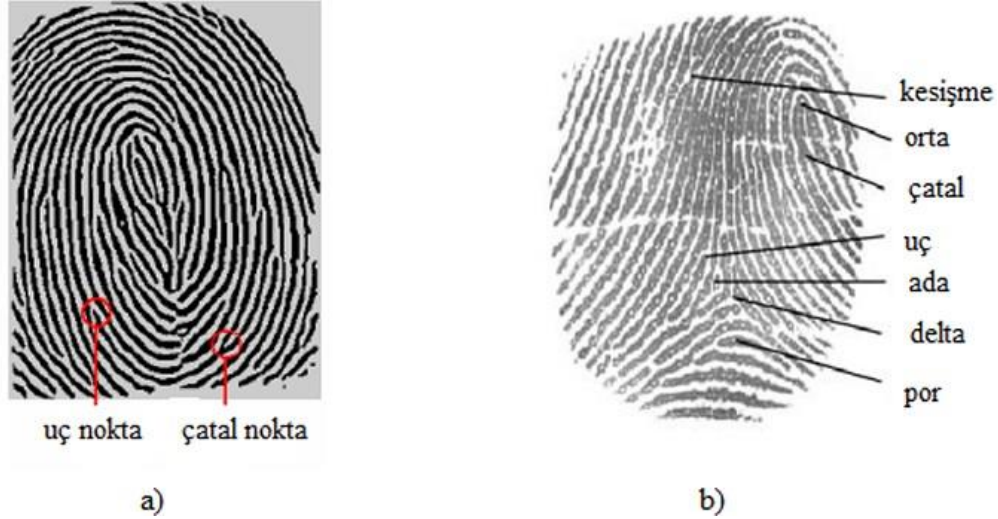 uç nokta
çatal nokta
a)
kesişme
orta
çatal
uç
ada
delta
por
b)